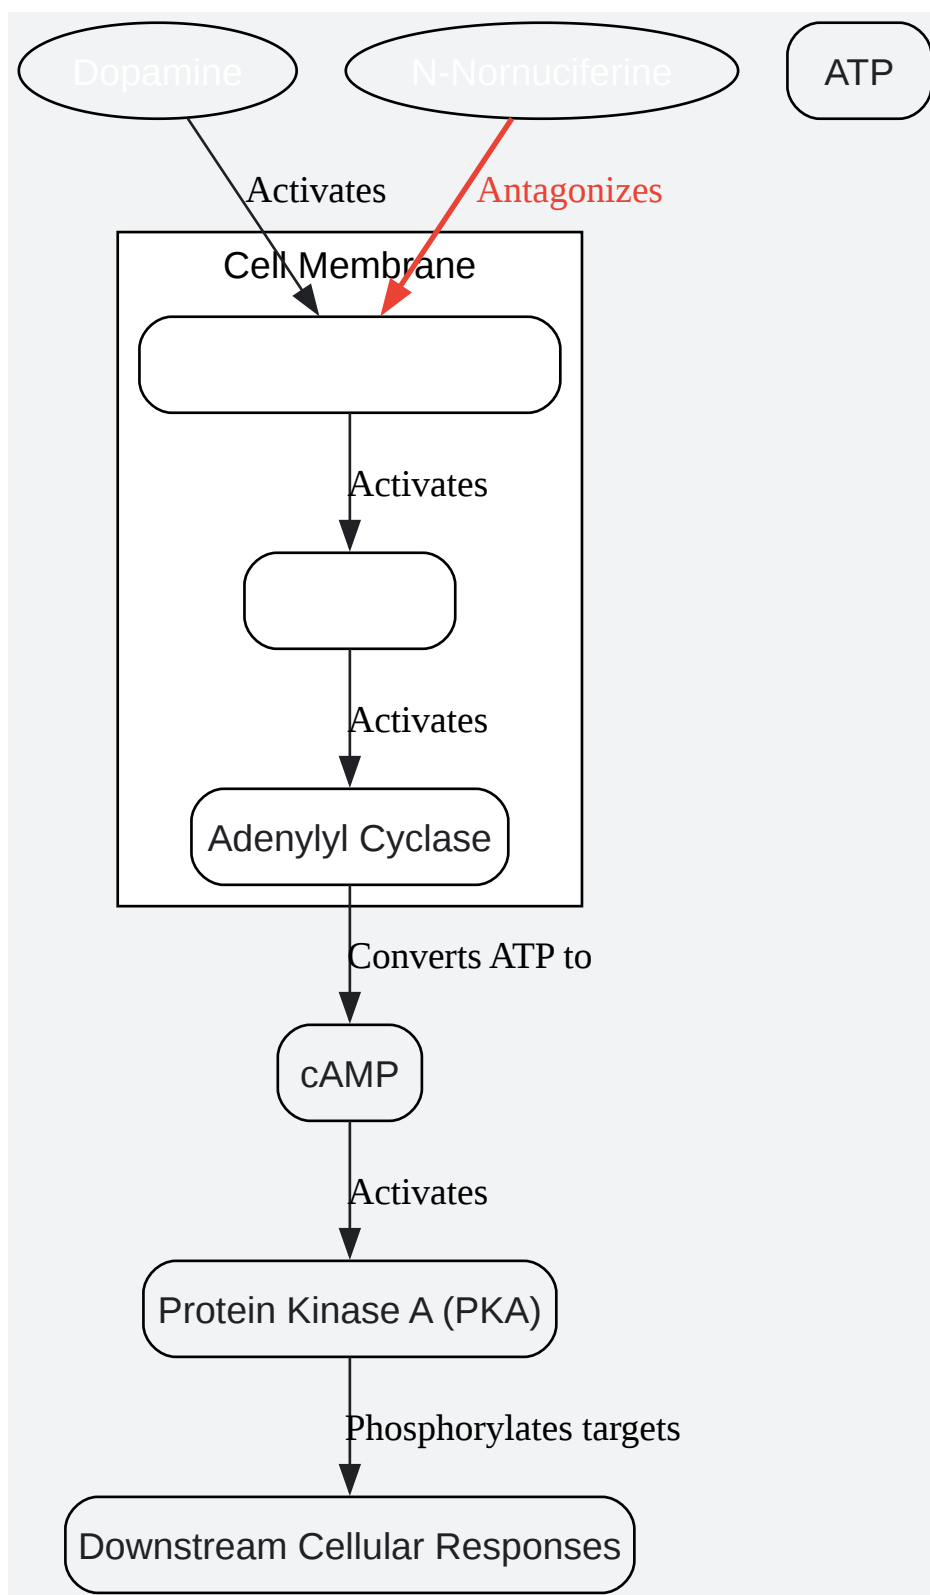 Dopamine
N-Nornuciferine
ATP
Activates
Antagonizes
Cell Membrane
Activates
Activates
Adenylyl Cyclase
Converts ATP to
cAMP
Activates
Protein Kinase A (PKA)
Phosphorylates targets
Downstream Cellular Responses